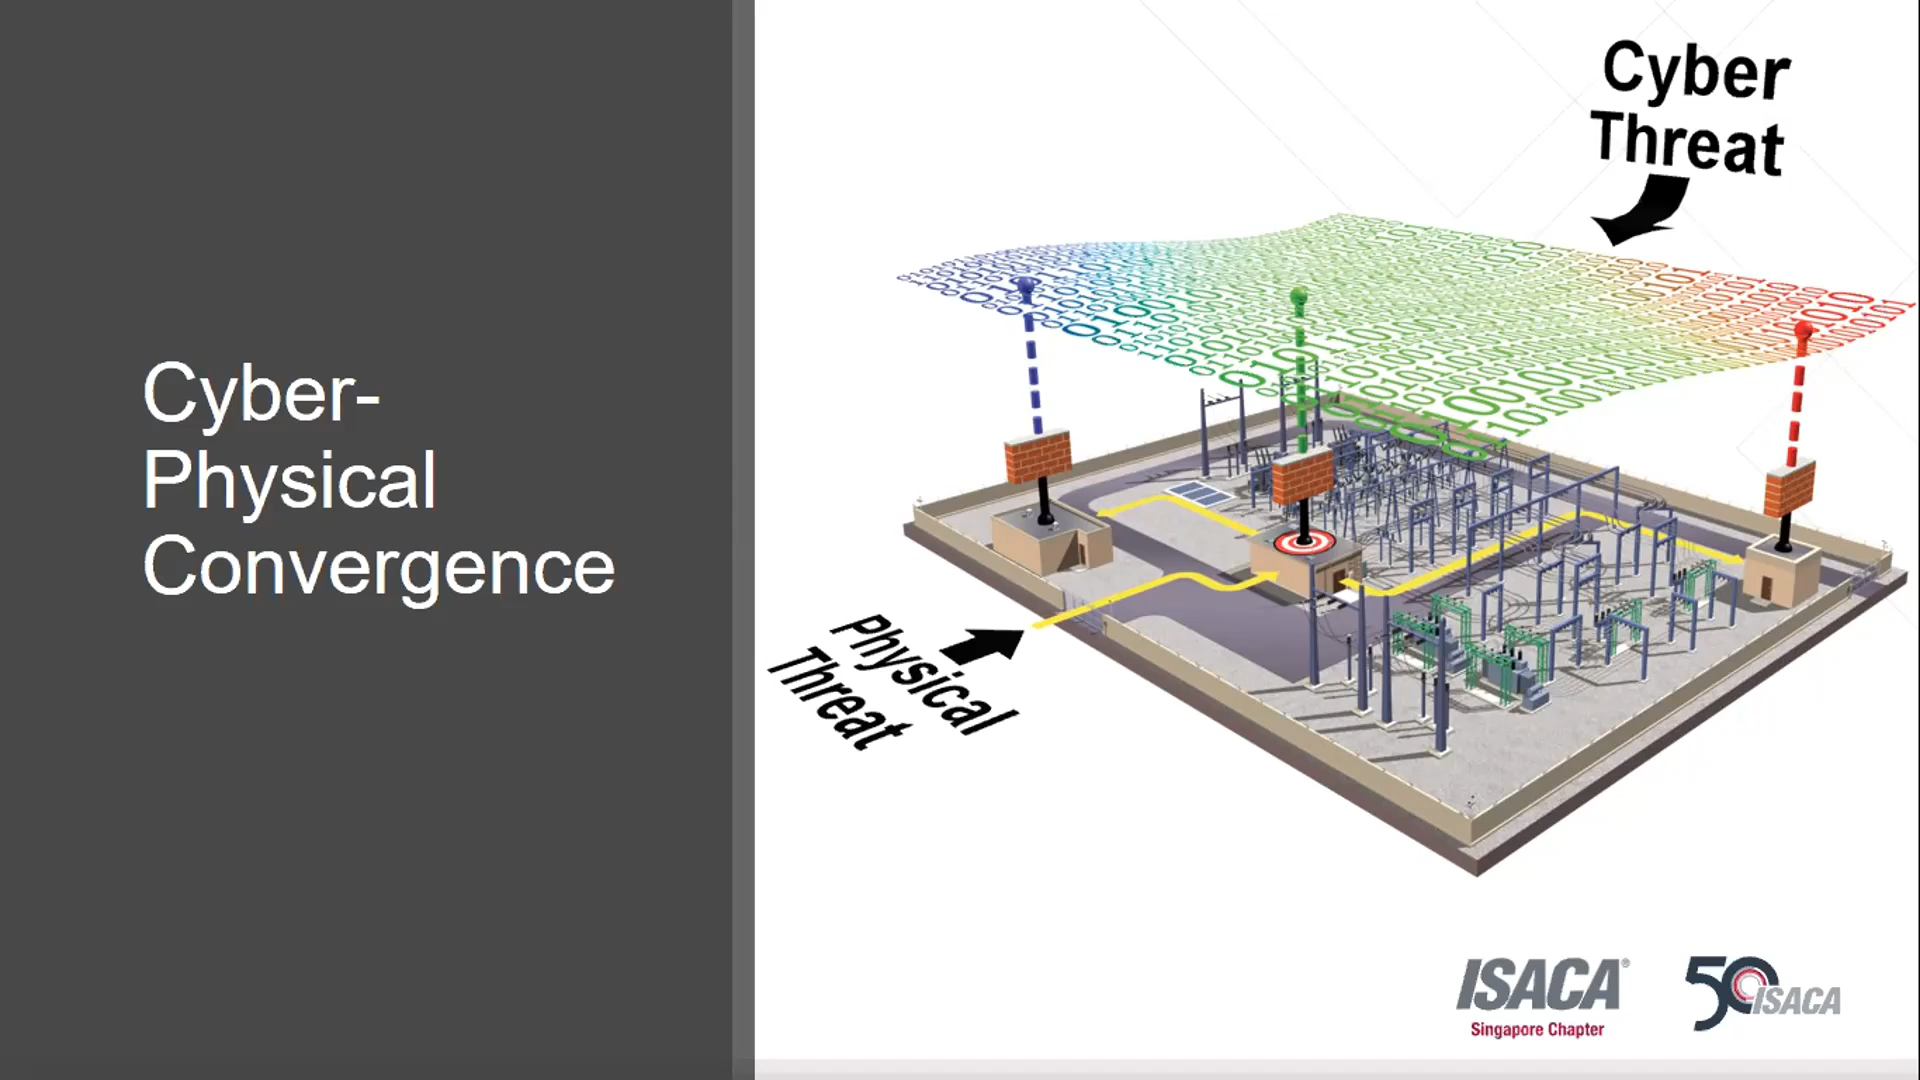 Cyber-
Physical
Convergence
Cyber
Threat
Physical
Threat
ISACA®
Singapore Chapter
50 ISACA